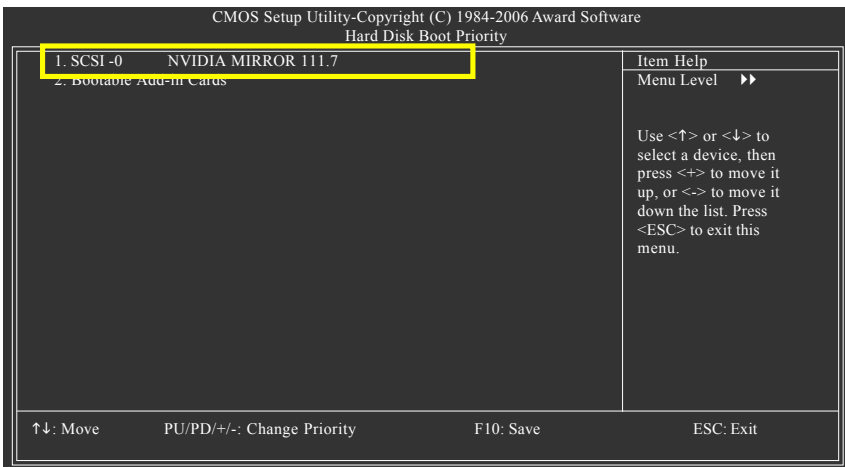 CMOS Setup Utility-Copyright (C) 1984-2006 Award Software
Hard Disk Boot Priority
1. SCSI -0 NVIDIA MIRROR 111.7
2. Bootable Add-in Cards
Item Help
Menu Level ▸▸
Use <↑> or <↓> to
select a device, then
press <+> to move it
up, or <-> to move it
down the list. Press
<ESC> to exit this
menu.
↑↓: Move PU/PD/+/-: Change Priority F10: Save ESC: Exit